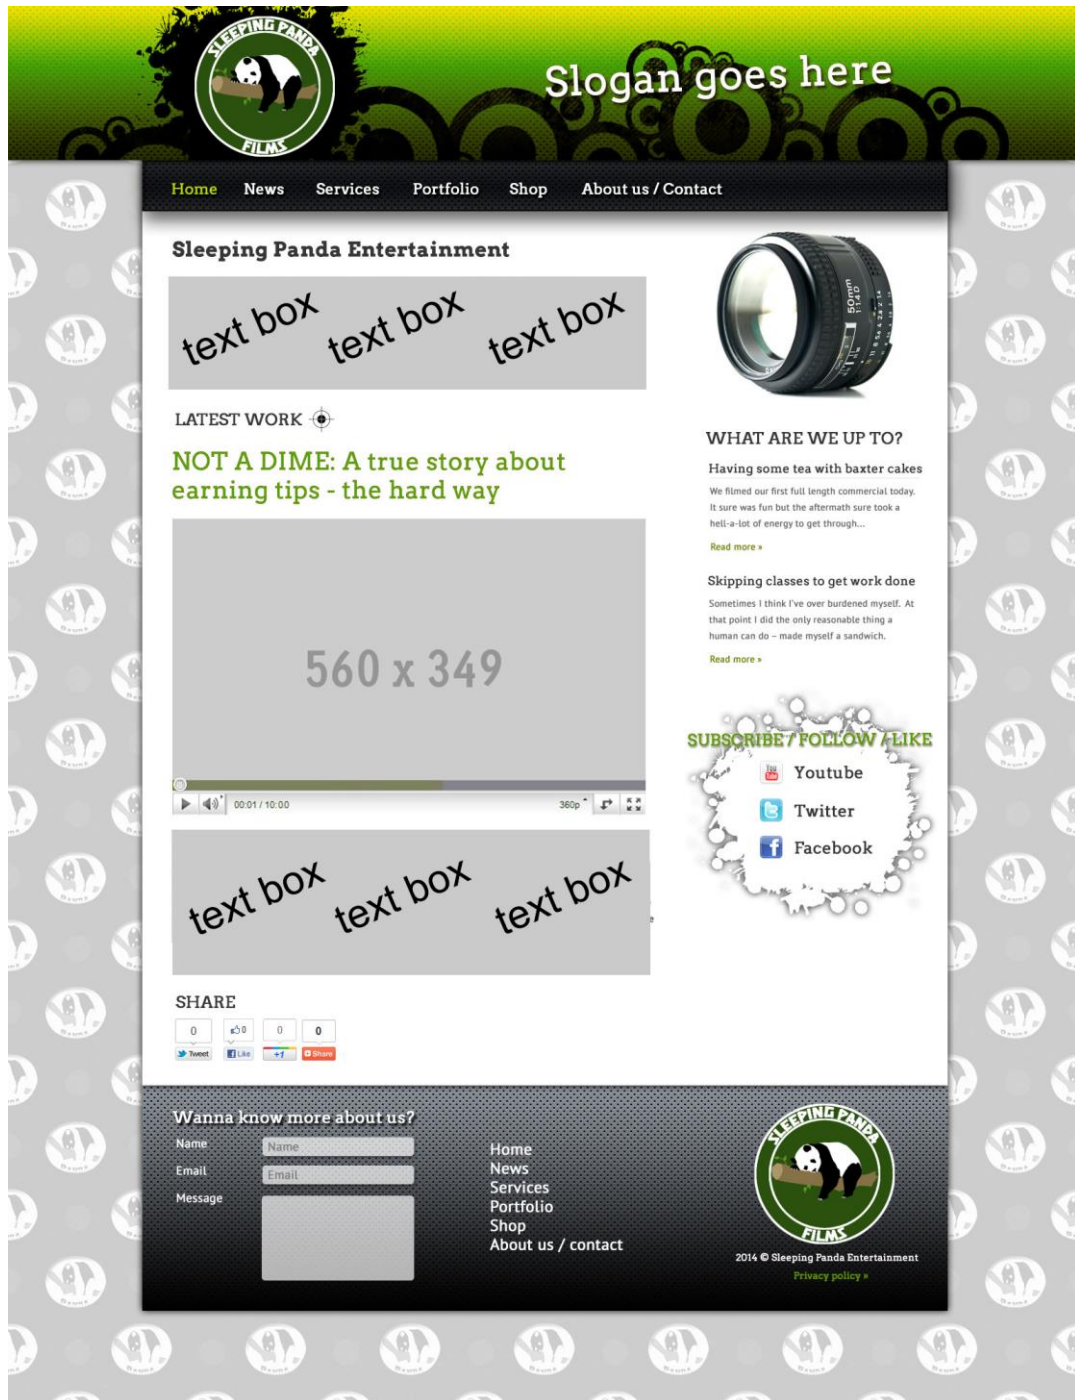 SLEEPING PANDA
FILMS
Slogan goes here
Home News Services Portfolio Shop About us / Contact
Sleeping Panda Entertainment
text box text box text box
LATEST WORK
NOT A DIME: A true story about
earning tips - the hard way
560 x 349
00:01 / 10:00 360p
text box text box text box
SHARE
0 0 0 0
Tweet Like +1 Share
50mm
1:1.4 D
WHAT ARE WE UP TO?
Having some tea with baxter cakes
We filmed our first full length commercial today.
It sure was fun but the aftermath sure took a
hell-a-lot of energy to get through...
Read more »
Skipping classes to get work done
Sometimes I think I've over burdened myself. At
that point I did the only reasonable thing a
human can do – made myself a sandwich.
Read more »
SUBSCRIBE / FOLLOW / LIKE
You Tube Youtube
Twitter
Facebook
Wanna know more about us?
Name Name
Email Email
Message
Home
News
Services
Portfolio
Shop
About us / contact
SLEEPING PANDA
FILMS
2014 © Sleeping Panda Entertainment
Privacy policy »